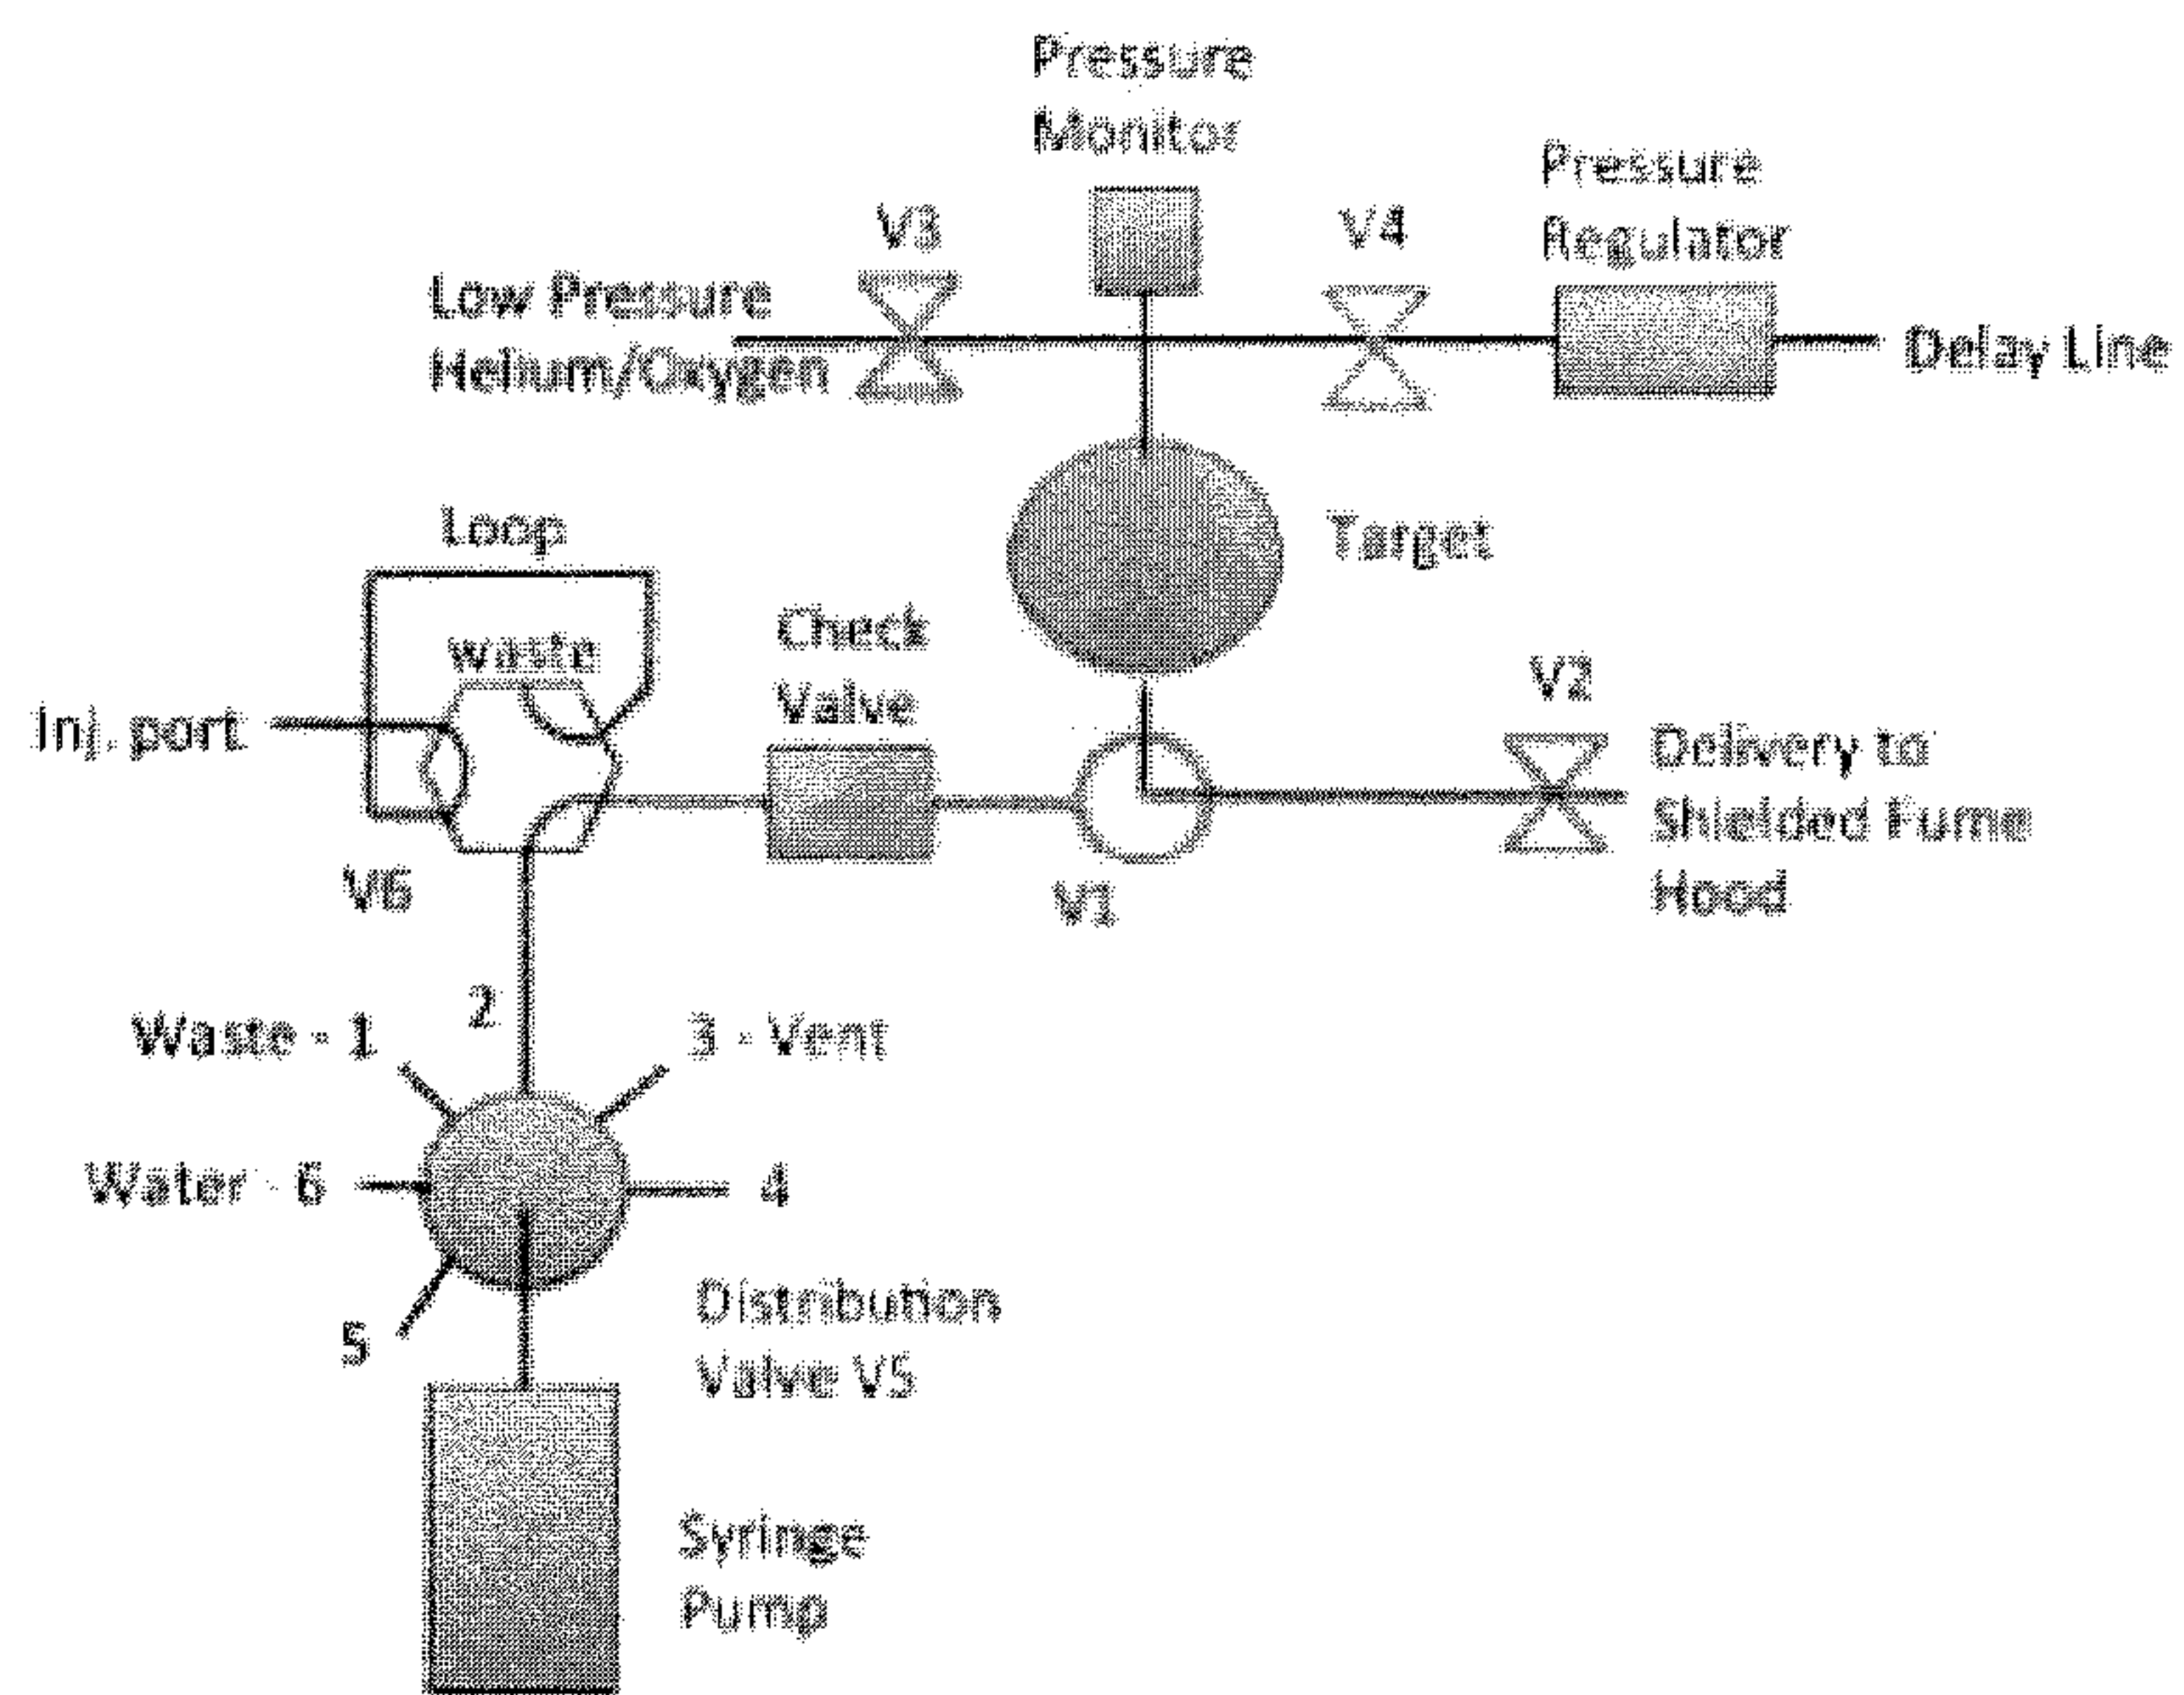 Pressure
Monitor
Pressure
Regulator
V3
V4
Low Pressure
Helium/Oxygen
Delay Line
Loop
Target
waste
Check
Valve
Inj. port
V2
Delivery to
Shielded Fume
Hood
V6
V1
2
Waste - 1
3 - Vent
Water - 6
4
5
Distribution
Valve V5
Syringe
Pump